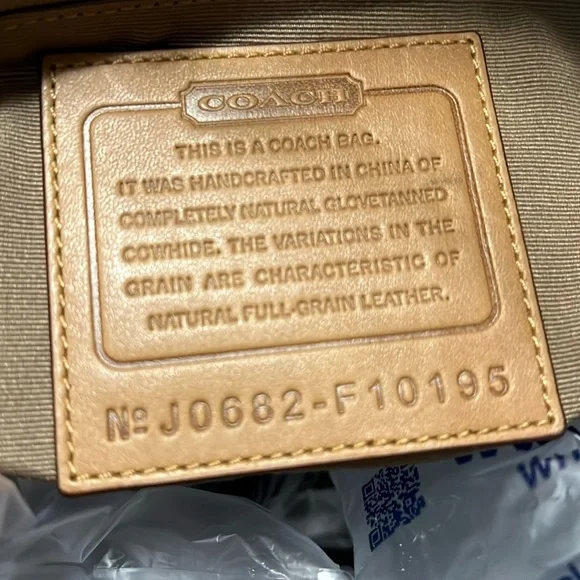 COACH
THIS IS A COACH BAG.
IT WAS HANDCRAFTED IN CHINA OF
COMPLETELY NATURAL GLOVETANNED
COWHIDE. THE VARIATIONS IN THE
GRAIN ARE CHARACTERISTIC OF
NATURAL FULL-GRAIN LEATHER.
Nº J0682-F10195